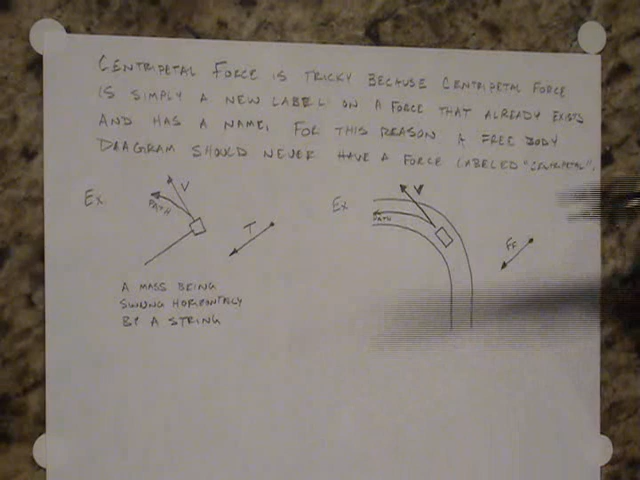 CENTRIPETAL FORCE IS TRICKY BECAUSE CENTRIPETAL FORCE
IS SIMPLY A NEW LABEL ON A FORCE THAT ALREADY EXISTS
AND HAS A NAME. FOR THIS REASON A FREE BODY
DIAGRAM SHOULD NEVER HAVE A FORCE LABELED "CENTRIPETAL".
Ex.
V
PATH
T
A MASS BEING
SWUNG HORIZONTALLY
BY A STRING
Ex
V
PATH
Ff